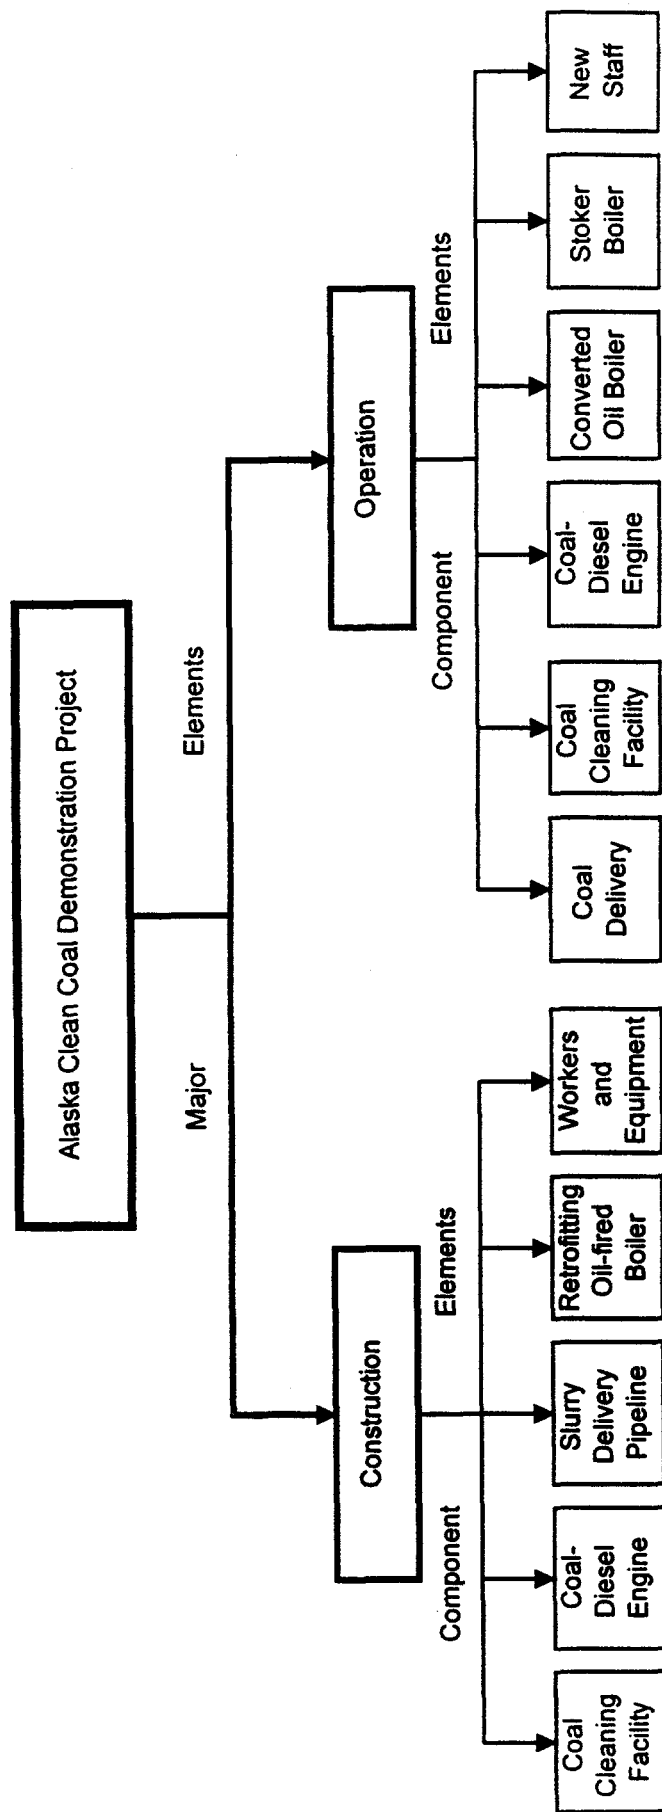 Alaska Clean Coal Demonstration Project
Major
Elements
Construction
Operation
Component
Elements
Component
Elements
Coal
Cleaning
Facility
Coal-
Diesel
Engine
Slurry
Delivery
Pipeline
Retrofitting
Oil-fired
Boiler
Workers
and
Equipment
Coal
Delivery
Coal
Cleaning
Facility
Coal-
Diesel
Engine
Converted
Oil Boiler
Stoker
Boiler
New
Staff